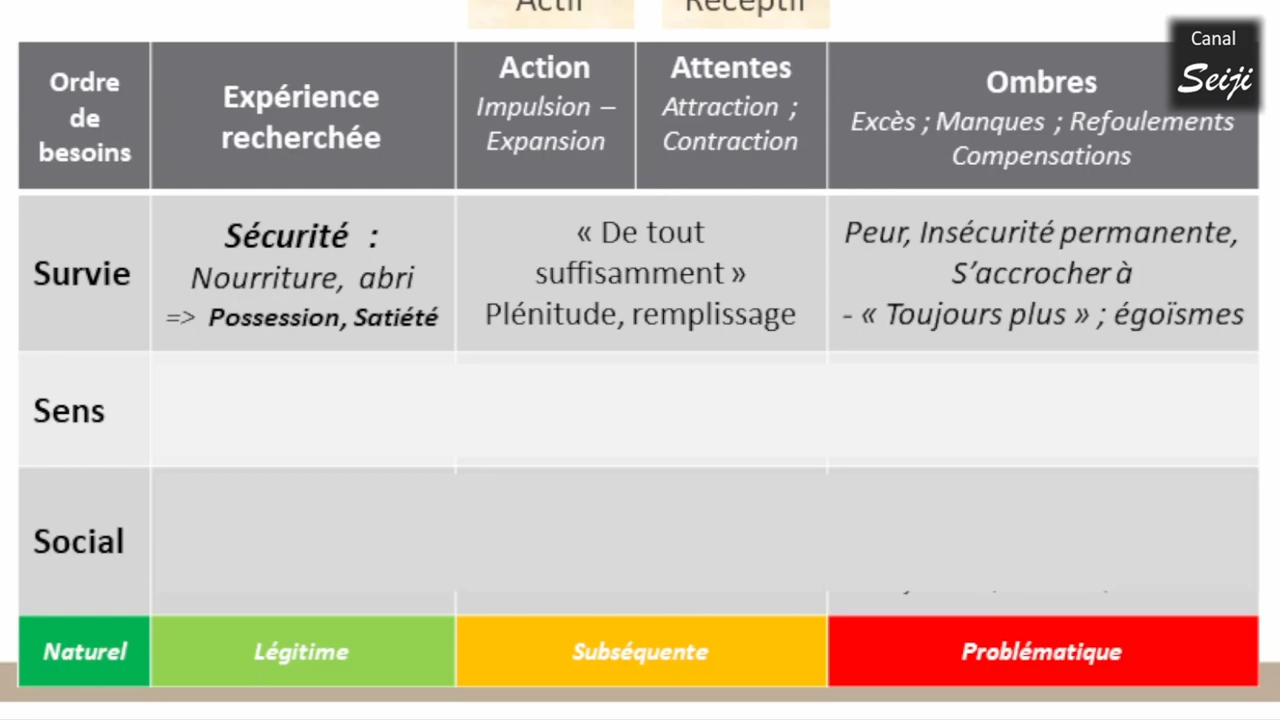 Actif
Réceptif
Canal
Seiji
Ordre
de
besoins
Expérience
recherchée
Action
Impulsion –
Expansion
Attentes
Attraction ;
Contraction
Ombres
Excès ; Manques ; Refoulements
Compensations
Survie
Sécurité :
Nourriture, abri
=> Possession, Satiété
« De tout
suffisamment »
Plénitude, remplissage
Peur, Insécurité permanente,
S'accrocher à
- « Toujours plus » ; égoïsmes
Sens
Social
Naturel
Légitime
Subséquente
Problématique